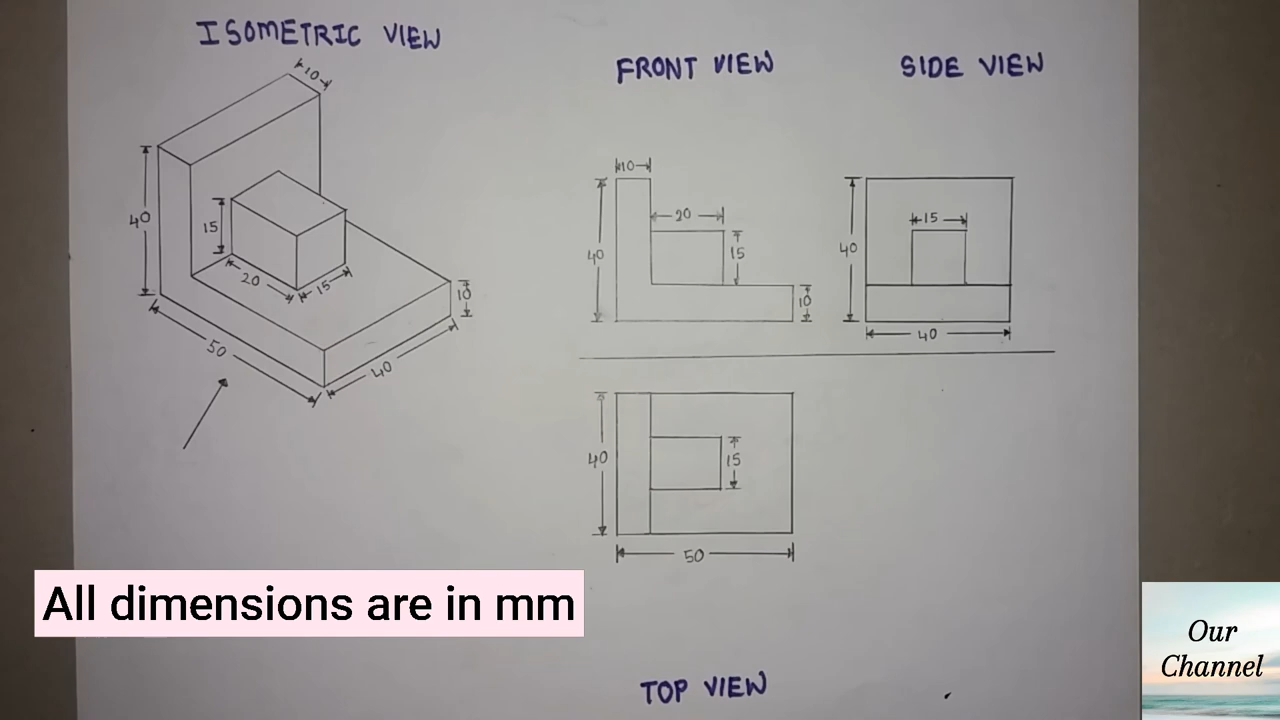 ISOMETRIC VIEW
FRONT VIEW
SIDE VIEW
10
40
15
20
15
10
50
40
10
20
40
15
10
15
40
40
40
15
50
All dimensions are in mm
TOP VIEW
Our
Channel